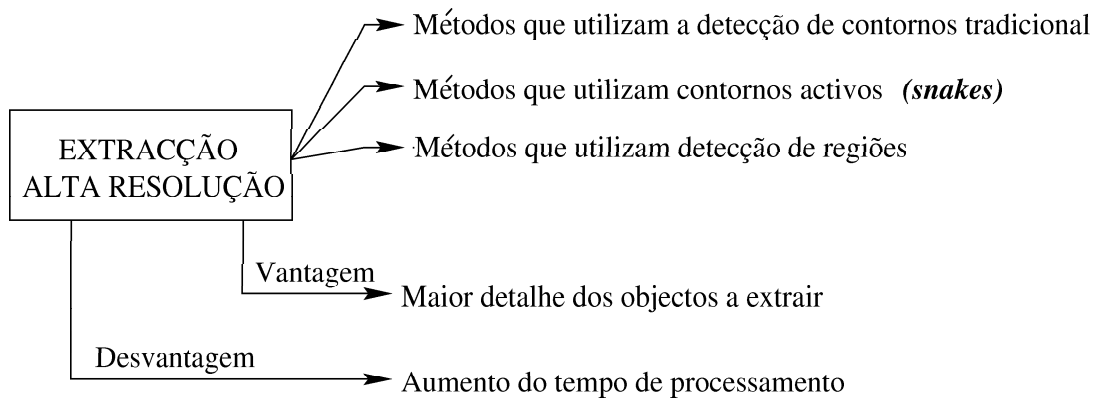 Métodos que utilizam a detecção de contornos tradicional
Métodos que utilizam contornos activos (snakes)
Métodos que utilizam detecção de regiões
EXTRACÇÃO
ALTA RESOLUÇÃO
Vantagem
Maior detalhe dos objectos a extrair
Desvantagem
Aumento do tempo de processamento